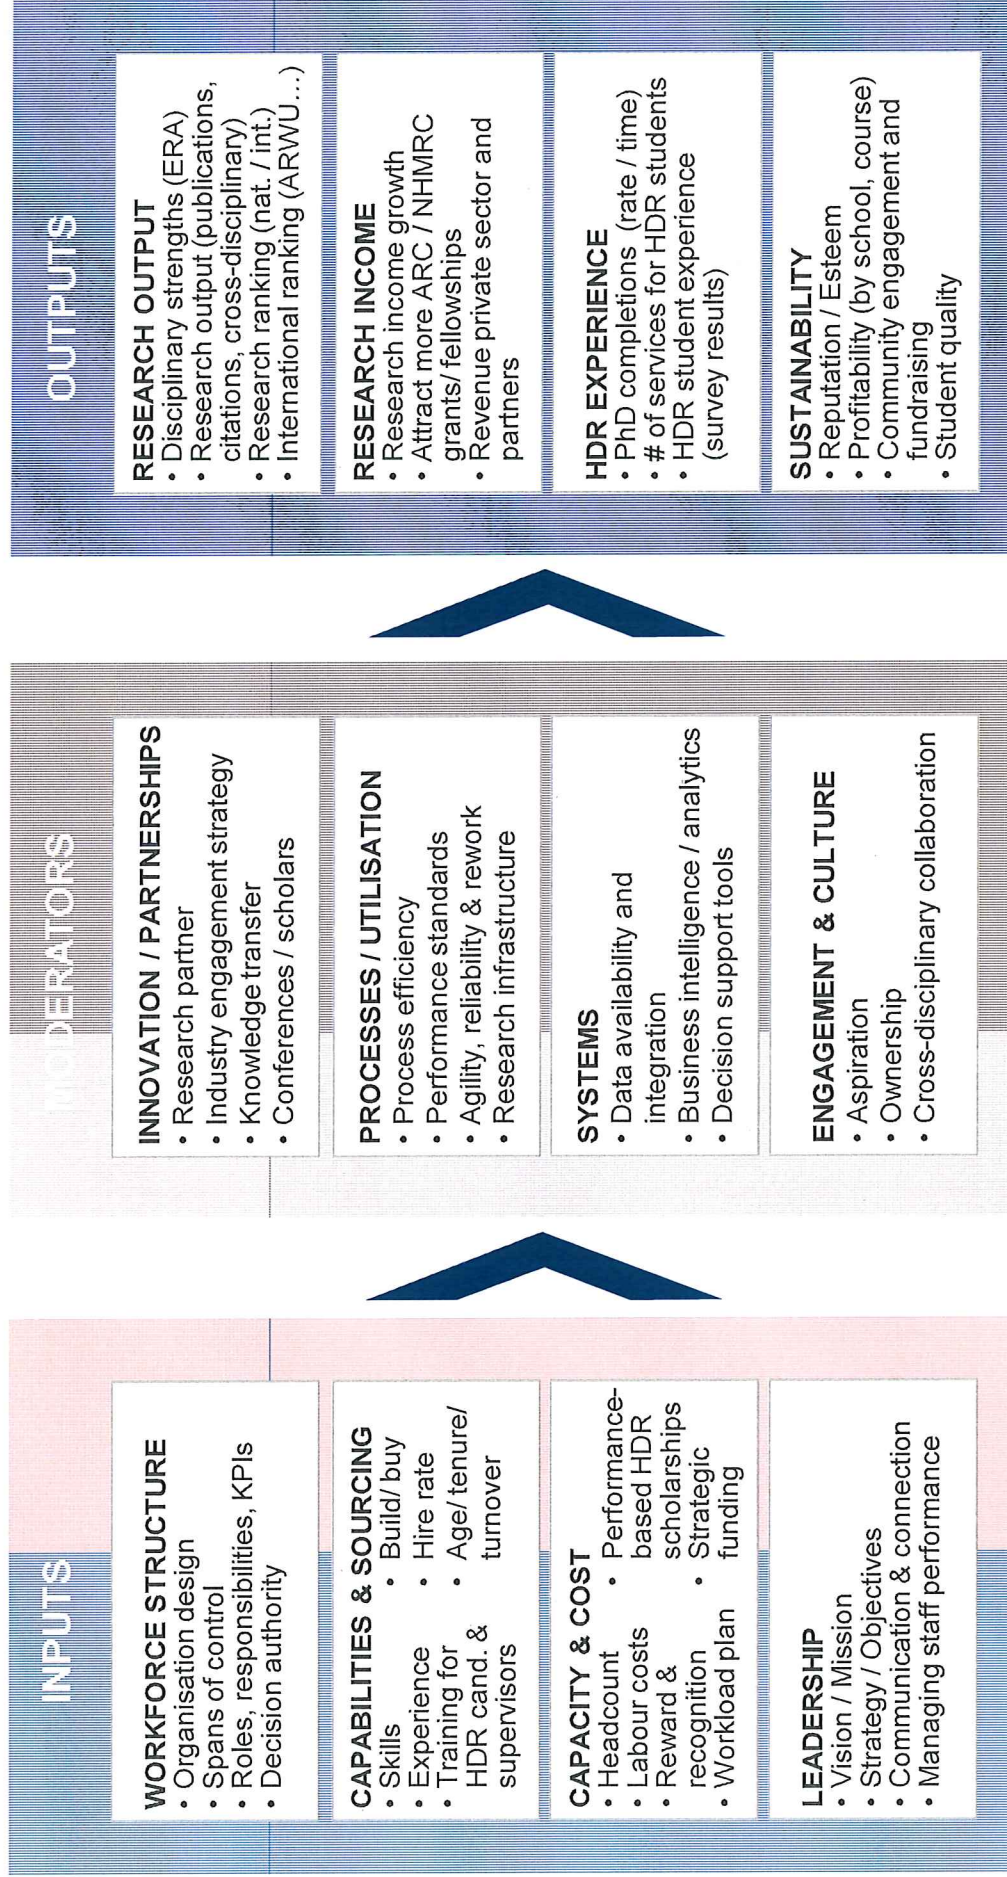 INPUTS
WORKFORCE STRUCTURE
• Organisation design
• Spans of control
• Roles, responsibilities, KPIs
• Decision authority
CAPABILITIES & SOURCING
• Skills
• Experience
• Training for
HDR cand. &
supervisors
• Build/ buy
• Hire rate
• Age/ tenure/
turnover
CAPACITY & COST
• Headcount
• Labour costs
• Reward &
recognition
• Workload plan
• Performance-
based HDR
scholarships
• Strategic
funding
LEADERSHIP
• Vision / Mission
• Strategy / Objectives
• Communication & connection
• Managing staff performance
MODERATORS
INNOVATION / PARTNERSHIPS
• Research partner
• Industry engagement strategy
• Knowledge transfer
• Conferences / scholars
PROCESSES / UTILISATION
• Process efficiency
• Performance standards
• Agility, reliability & rework
• Research infrastructure
SYSTEMS
• Data availability and
integration
• Business intelligence / analytics
• Decision support tools
ENGAGEMENT & CULTURE
• Aspiration
• Ownership
• Cross-disciplinary collaboration
OUTPUTS
RESEARCH OUTPUT
• Disciplinary strengths (ERA)
• Research output (publications,
citations, cross-disciplinary)
• Research ranking (nat. / int.)
• International ranking (ARWU…)
RESEARCH INCOME
• Research income growth
• Attract more ARC / NHMRC
grants/ fellowships
• Revenue private sector and
partners
HDR EXPERIENCE
• PhD completions (rate / time)
• # of services for HDR students
• HDR student experience
(survey results)
SUSTAINABILITY
• Reputation / Esteem
• Profitability (by school, course)
• Community engagement and
fundraising
• Student quality